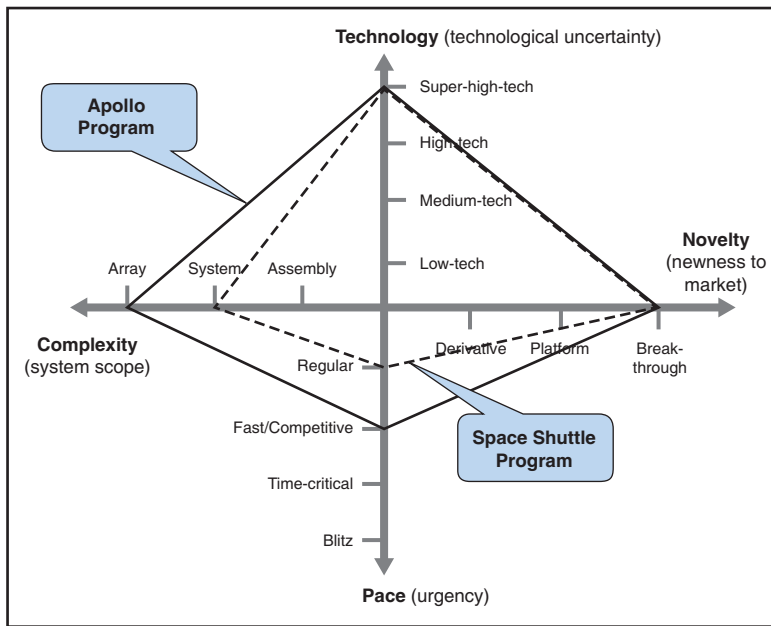 Technology (technological uncertainty)
Apollo
Program
Super-high-tech
High-tech
Medium-tech
Low-tech
Novelty
(newness to
market)
Array
System
Assembly
Complexity
(system scope)
Derivative
Platform
Break-
through
Regular
Fast/Competitive
Space Shuttle
Program
Time-critical
Blitz
Pace (urgency)